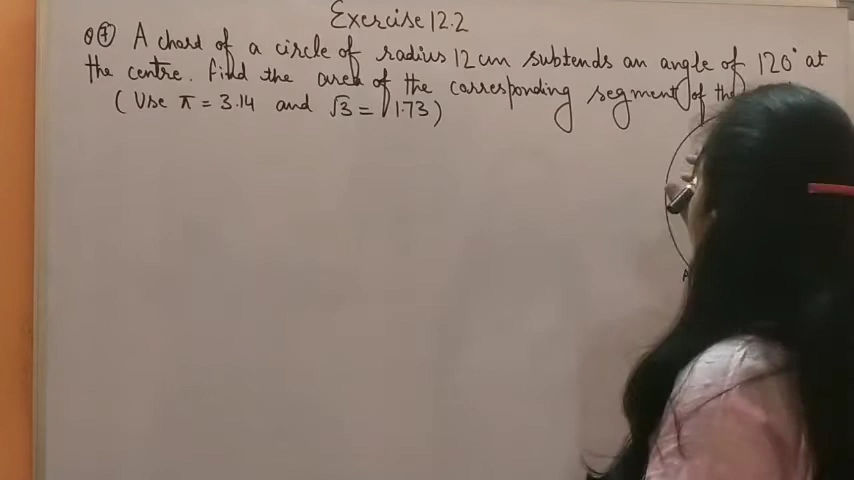 Exercise 12.2
Q⑦ A chord of a circle of radius 12 cm subtends an angle of 120° at
the centre. find the area of the corresponding segment of the
( Use π = 3.14 and √3 = 1.73)
A